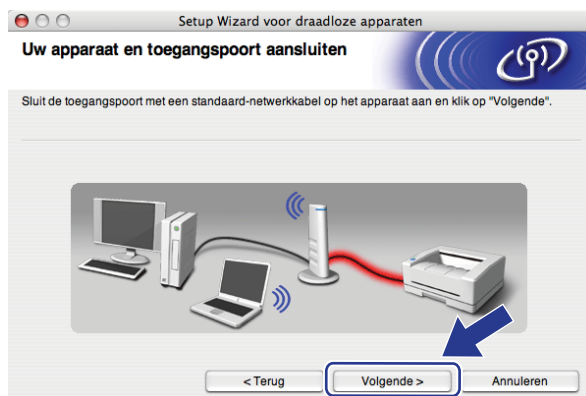 Setup Wizard voor draadloze apparaten
Uw apparaat en toegangspoort aansluiten
Sluit de toegangspoort met een standaard-netwerkkabel op het apparaat aan en klik op "Volgende".
< Terug
Volgende >
Annuleren